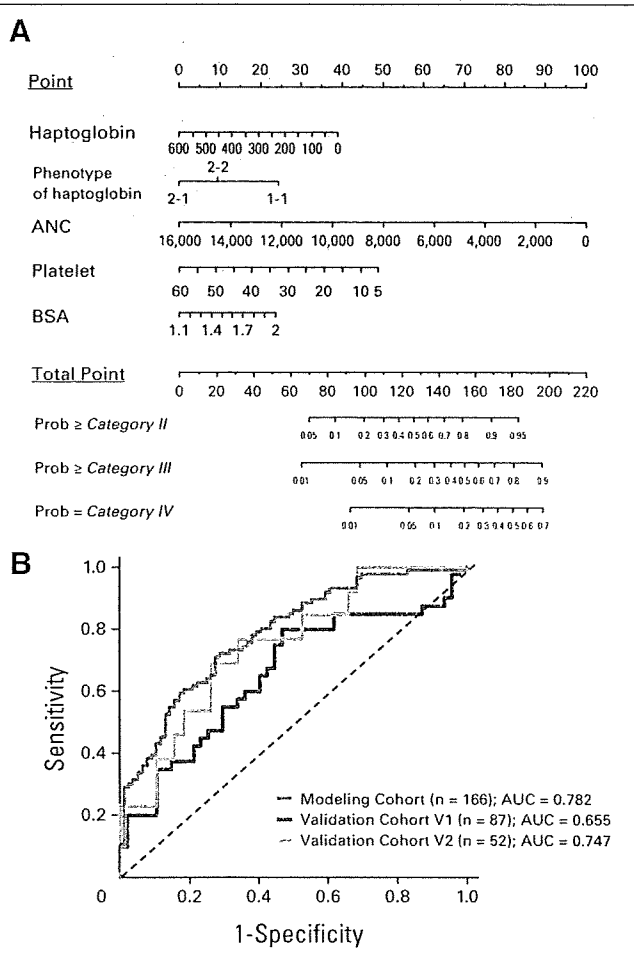 A
Point
0 10 20 30 40 50 60 70 80 90 100
Haptoglobin
600 500 400 300 200 100 0
Phenotype of haptoglobin
2-2
2-1 1-1
ANC
16,000 14,000 12,000 10,000 8,000 6,000 4,000 2,000 0
Platelet
60 50 40 30 20 10 5
BSA
1.1 1.4 1.7 2
Total Point
0 20 40 60 80 100 120 140 160 180 200 220
Prob ≥ Category II
0.05 0.1 0.2 0.3 0.4 0.5 0.6 0.7 0.8 0.9 0.95
Prob ≥ Category III
0.01 0.05 0.1 0.2 0.3 0.4 0.5 0.6 0.7 0.8 0.9
Prob = Category IV
0.01 0.05 0.1 0.2 0.3 0.4 0.5 0.6 0.7
B
1.0
0.8
0.6
0.4
0.2
Sensitivity
Modeling Cohort (n = 166); AUC = 0.782
Validation Cohort V1 (n = 87); AUC = 0.655
Validation Cohort V2 (n = 52); AUC = 0.747
0 0.2 0.4 0.6 0.8 1.0
1-Specificity